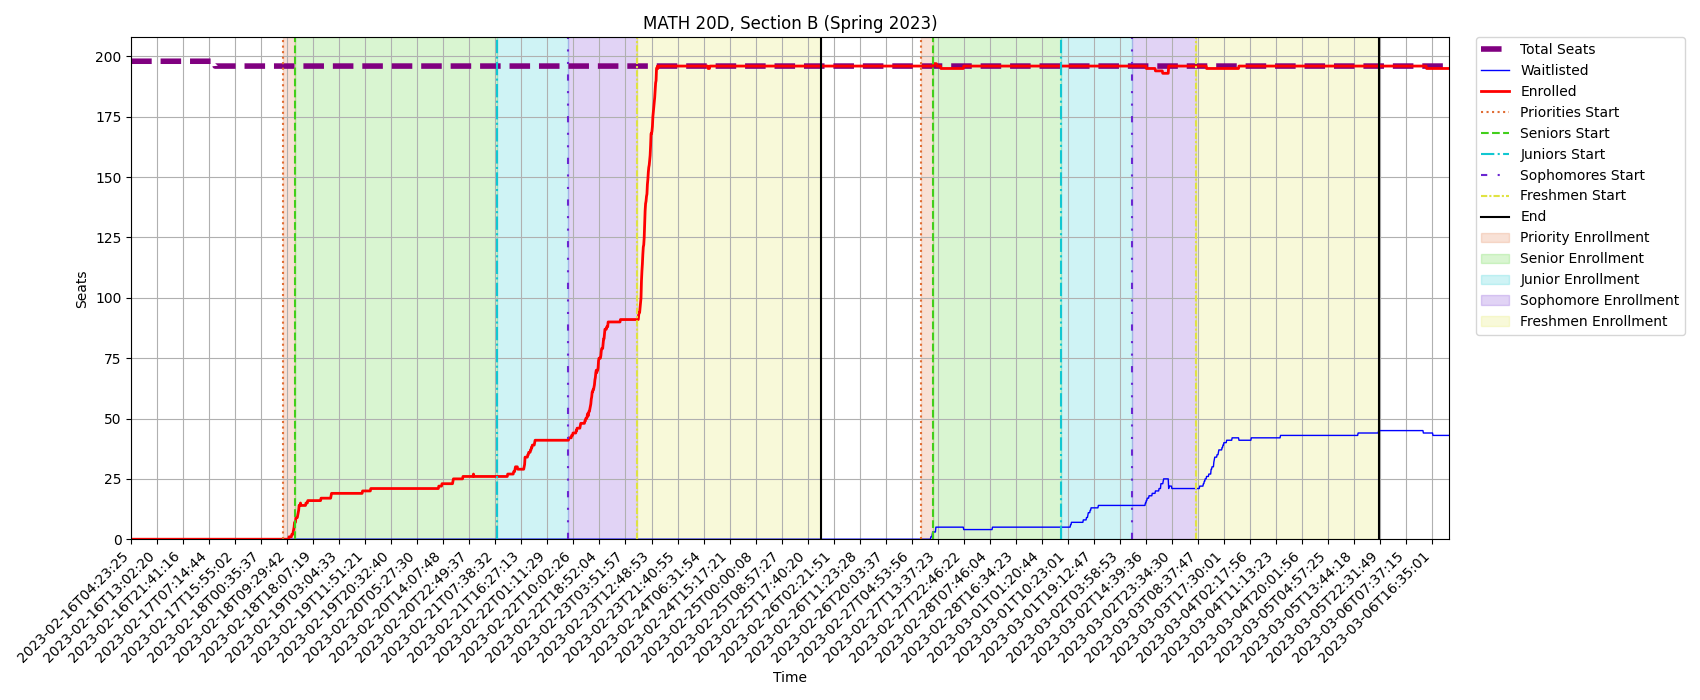 MATH 20D, Section B (Spring 2023)
Seats
200
175
150
125
100
75
50
25
0
2023-02-16T04:23:25
2023-02-16T13:02:20
2023-02-16T21:41:16
2023-02-17T07:14:44
2023-02-17T15:55:02
2023-02-18T00:35:37
2023-02-18T09:29:42
2023-02-18T18:07:19
2023-02-19T03:04:33
2023-02-19T11:51:21
2023-02-19T20:32:40
2023-02-20T05:27:30
2023-02-20T14:07:48
2023-02-20T22:49:37
2023-02-21T07:38:32
2023-02-21T16:27:13
2023-02-22T01:11:29
2023-02-22T10:02:26
2023-02-22T18:52:04
2023-02-23T03:51:57
2023-02-23T12:48:53
2023-02-23T21:40:55
2023-02-24T06:31:54
2023-02-24T15:17:21
2023-02-25T00:00:08
2023-02-25T08:57:27
2023-02-25T17:40:20
2023-02-26T02:21:51
2023-02-26T11:23:28
2023-02-26T20:03:37
2023-02-27T04:53:56
2023-02-27T13:37:23
2023-02-27T22:46:22
2023-02-28T07:46:04
2023-02-28T16:34:23
2023-03-01T01:20:44
2023-03-01T10:23:01
2023-03-01T19:12:47
2023-03-02T03:58:53
2023-03-02T14:39:36
2023-03-02T23:34:30
2023-03-03T08:37:47
2023-03-03T17:30:01
2023-03-04T02:17:56
2023-03-04T11:13:23
2023-03-04T20:01:56
2023-03-05T04:57:25
2023-03-05T13:44:18
2023-03-05T22:31:49
2023-03-06T07:37:15
2023-03-06T16:35:01
Time
Total Seats
Waitlisted
Enrolled
Priorities Start
Seniors Start
Juniors Start
Sophomores Start
Freshmen Start
End
Priority Enrollment
Senior Enrollment
Junior Enrollment
Sophomore Enrollment
Freshmen Enrollment